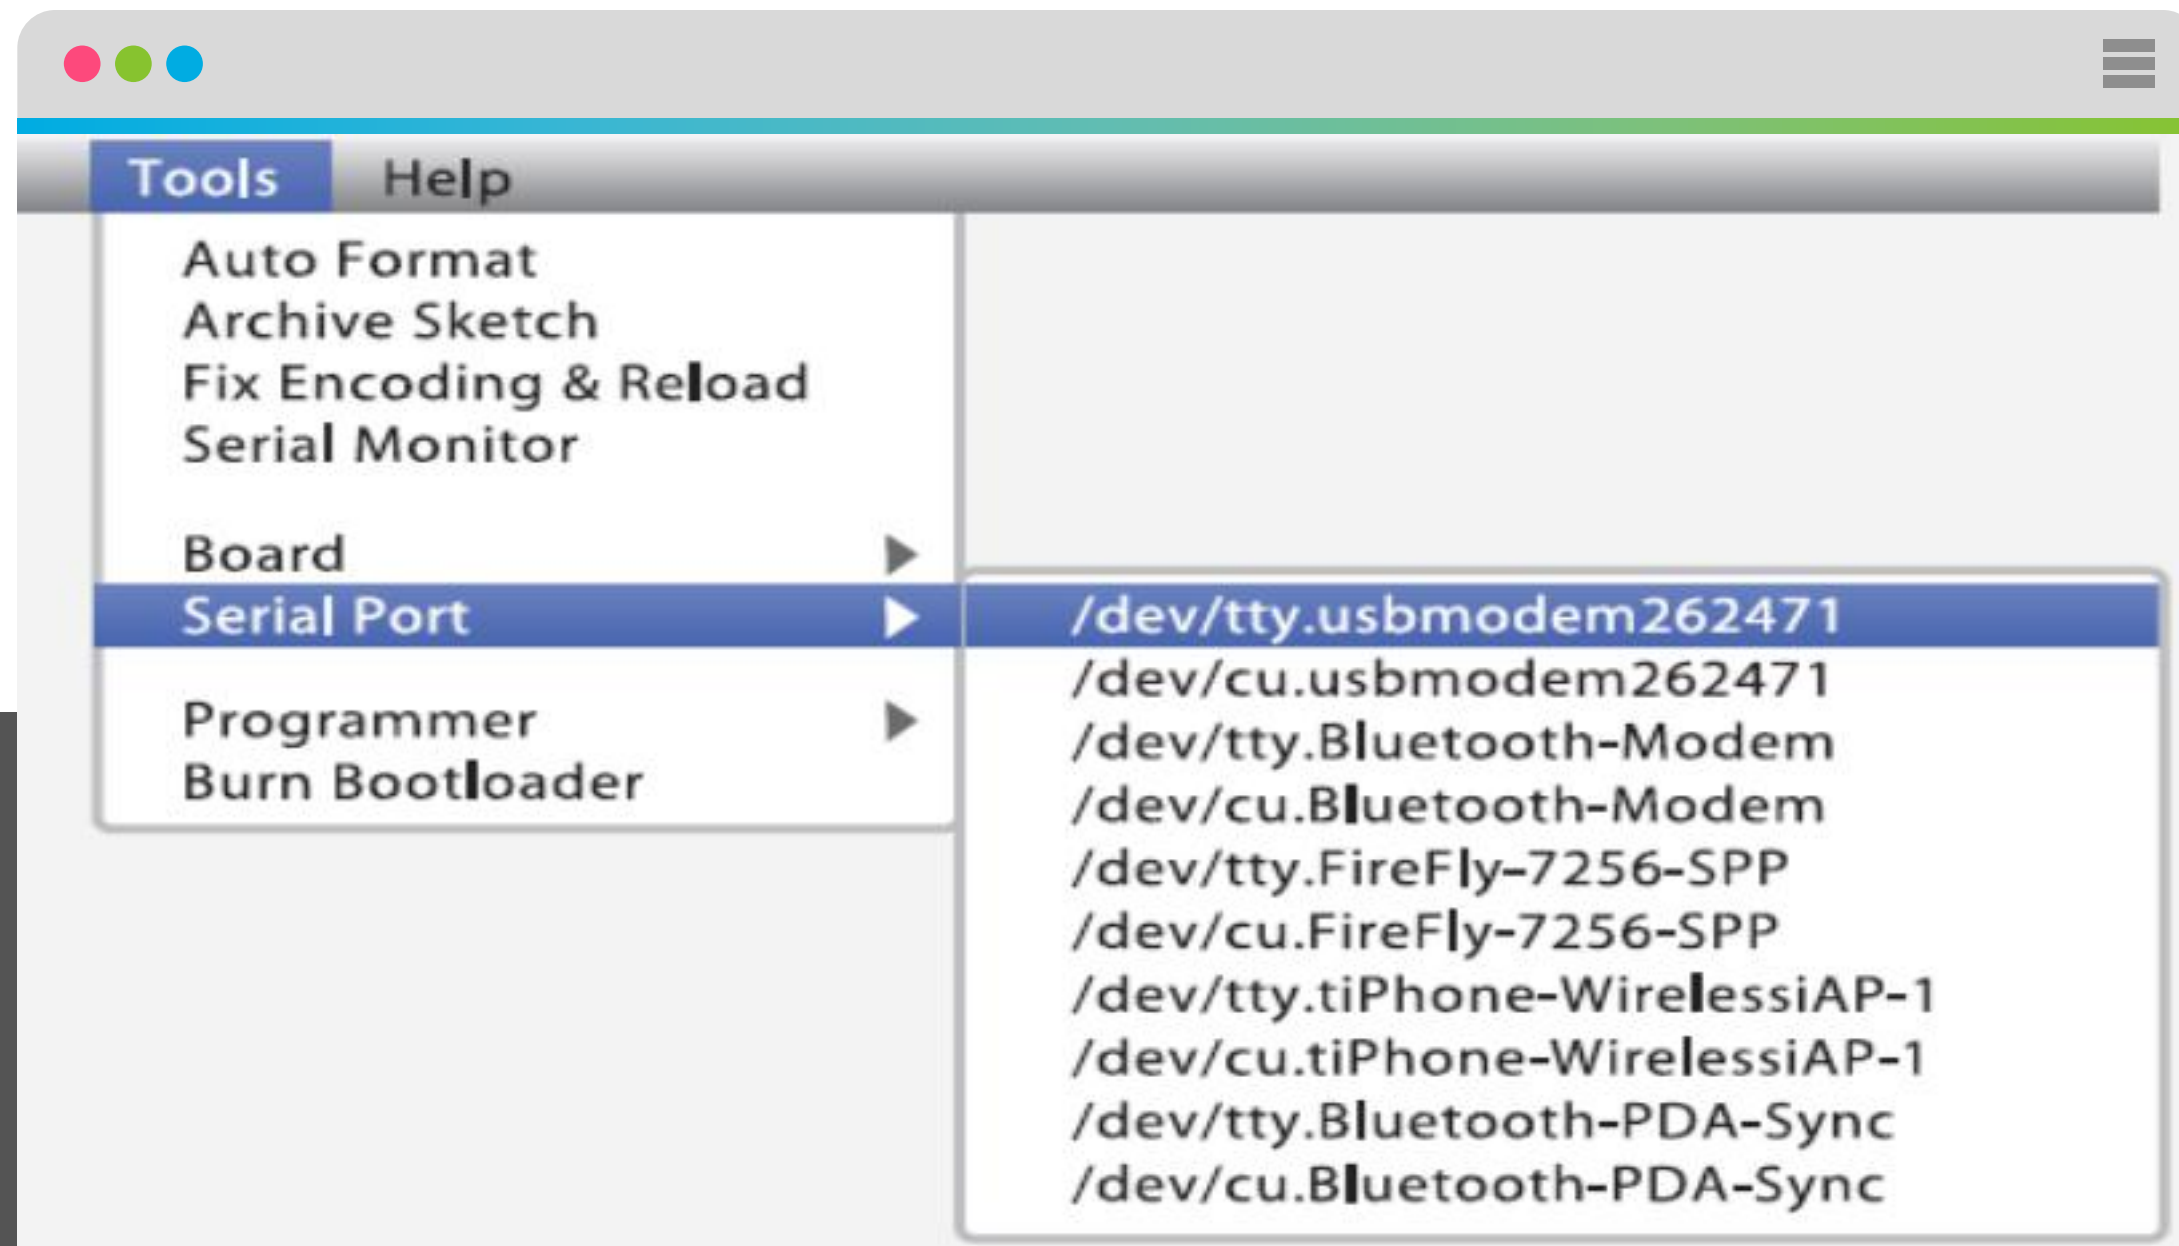 Tools Help
Auto Format
Archive Sketch
Fix Encoding & Reload
Serial Monitor
Board
Serial Port
Programmer
Burn Bootloader
/dev/tty.usbmodem262471
/dev/cu.usbmodem262471
/dev/tty.Bluetooth-Modem
/dev/cu.Bluetooth-Modem
/dev/tty.FireFly-7256-SPP
/dev/cu.FireFly-7256-SPP
/dev/tty.tiPhone-WirelessiAP-1
/dev/cu.tiPhone-WirelessiAP-1
/dev/tty.Bluetooth-PDA-Sync
/dev/cu.Bluetooth-PDA-Sync